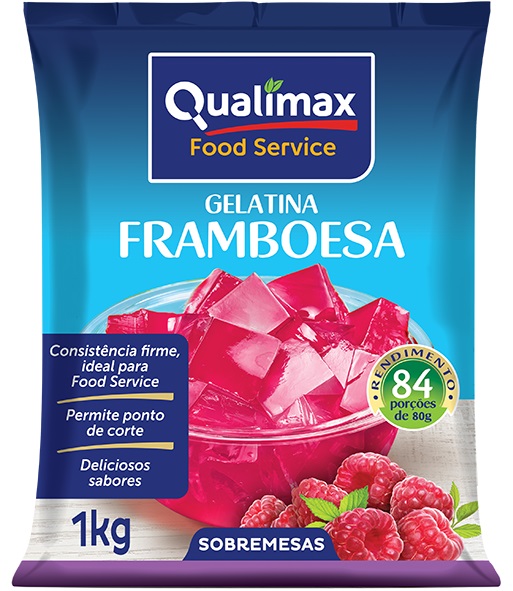 Qualimax
Food Service
GELATINA
FRAMBOESA
Consistência firme,
ideal para
Food Service
Permite ponto
de corte
Deliciosos
sabores
RENDIMENTO
84
porções
de 80g
1kg
SOBREMESAS